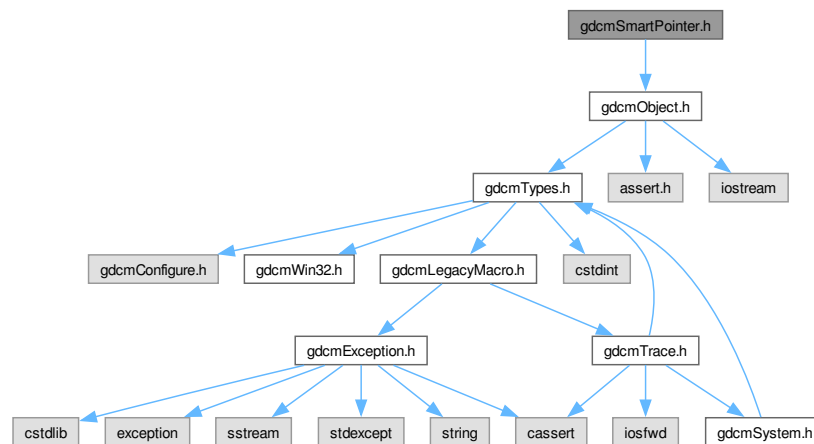 gdcmSmartPointer.h
gdcmObject.h
gdcmTypes.h
assert.h
iostream
gdcmConfigure.h
gdcmWin32.h
gdcmLegacyMacro.h
cstdint
gdcmException.h
gdcmTrace.h
cstdlib
exception
sstream
stdexcept
string
cassert
iosfwd
gdcmSystem.h